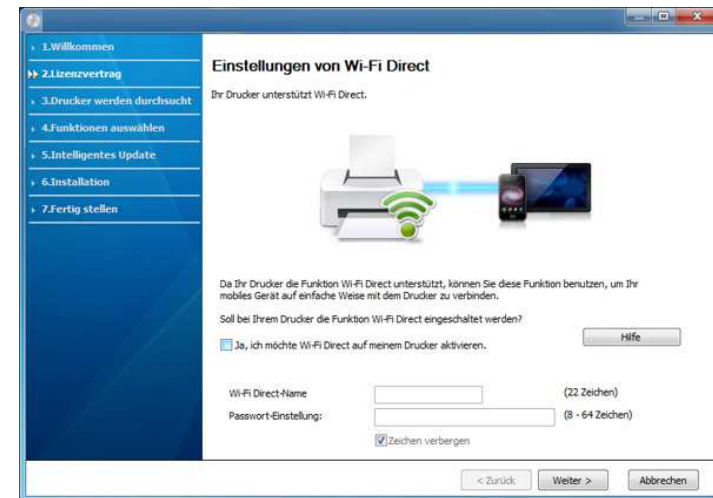 1.Willkommen
2.Lizenzvertrag
3.Drucker werden durchsucht
4.Funktionen auswählen
5.Intelligentes Update
6.Installation
7.Fertig stellen
Einstellungen von Wi-Fi Direct
Ihr Drucker unterstützt Wi-Fi Direct.
Da Ihr Drucker die Funktion Wi-Fi Direct unterstützt, können Sie diese Funktion benutzen, um Ihr
mobiles Gerät auf einfache Weise mit dem Drucker zu verbinden.
Soll bei Ihrem Drucker die Funktion Wi-Fi Direct eingeschaltet werden?
Ja, ich möchte Wi-Fi Direct auf meinem Drucker aktivieren.
Hilfe
Wi-Fi Direct-Name
(22 Zeichen)
Passwort-Einstellung:
(8 - 64 Zeichen)
Zeichen verbergen
< Zurück
Weiter >
Abbrechen